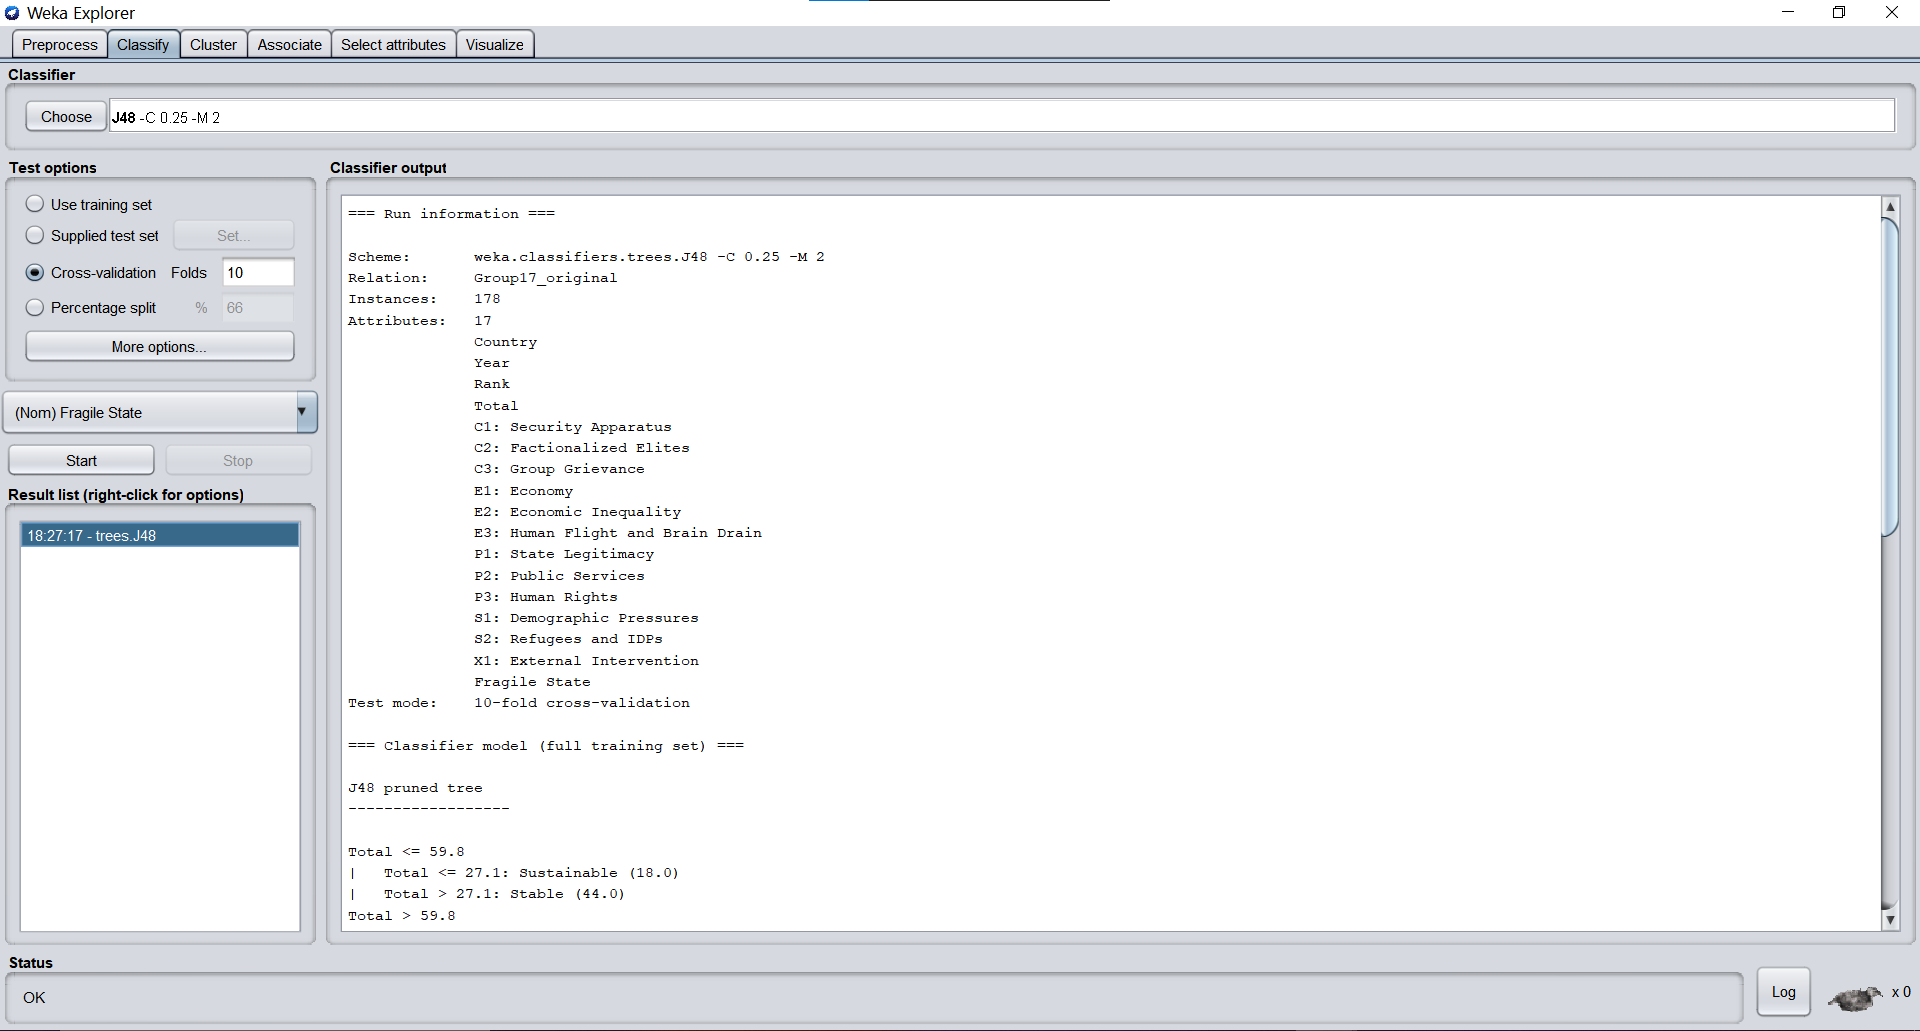 Weka Explorer
Preprocess Classify Cluster Associate Select attributes Visualize
Classifier
Choose J48 -C 0.25 -M 2
Test options
Use training set
Supplied test set Set...
Cross-validation Folds 10
Percentage split % 66
More options...
(Nom) Fragile State
Start Stop
Result list (right-click for options)
18:27:17 - trees.J48
Classifier output
=== Run information ===
Scheme: weka.classifiers.trees.J48 -C 0.25 -M 2
Relation: Group17_original
Instances: 178
Attributes: 17
Country
Year
Rank
Total
C1: Security Apparatus
C2: Factionalized Elites
C3: Group Grievance
E1: Economy
E2: Economic Inequality
E3: Human Flight and Brain Drain
P1: State Legitimacy
P2: Public Services
P3: Human Rights
S1: Demographic Pressures
S2: Refugees and IDPs
X1: External Intervention
Fragile State
Test mode: 10-fold cross-validation
=== Classifier model (full training set) ===
J48 pruned tree
------------------
Total <= 59.8
|   Total <= 27.1: Sustainable (18.0)
|   Total > 27.1: Stable (44.0)
Total > 59.8
Status
OK
Log x 0